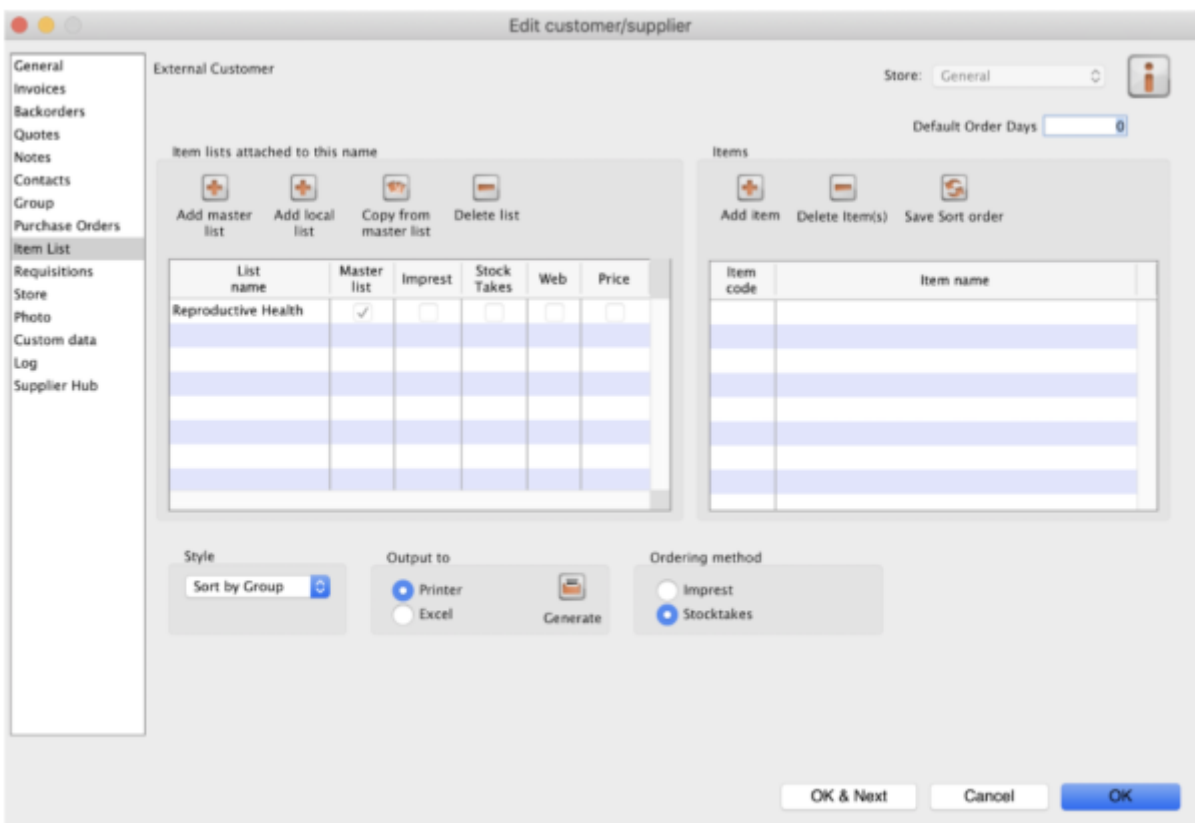 Edit customer/supplier
General
Invoices
Backorders
Quotes
Notes
Contacts
Group
Purchase Orders
Item List
Requisitions
Store
Photo
Custom data
Log
Supplier Hub
External Customer
Store: General
Default Order Days 0
Item lists attached to this name
Add master list
Add local list
Copy from master list
Delete list
List name
Master list
Imprest
Stock Takes
Web
Price
Reproductive Health
Items
Add item
Delete Item(s)
Save Sort order
Item code
Item name
Style
Sort by Group
Output to
Printer
Excel
Generate
Ordering method
Imprest
Stocktakes
OK & Next
Cancel
OK